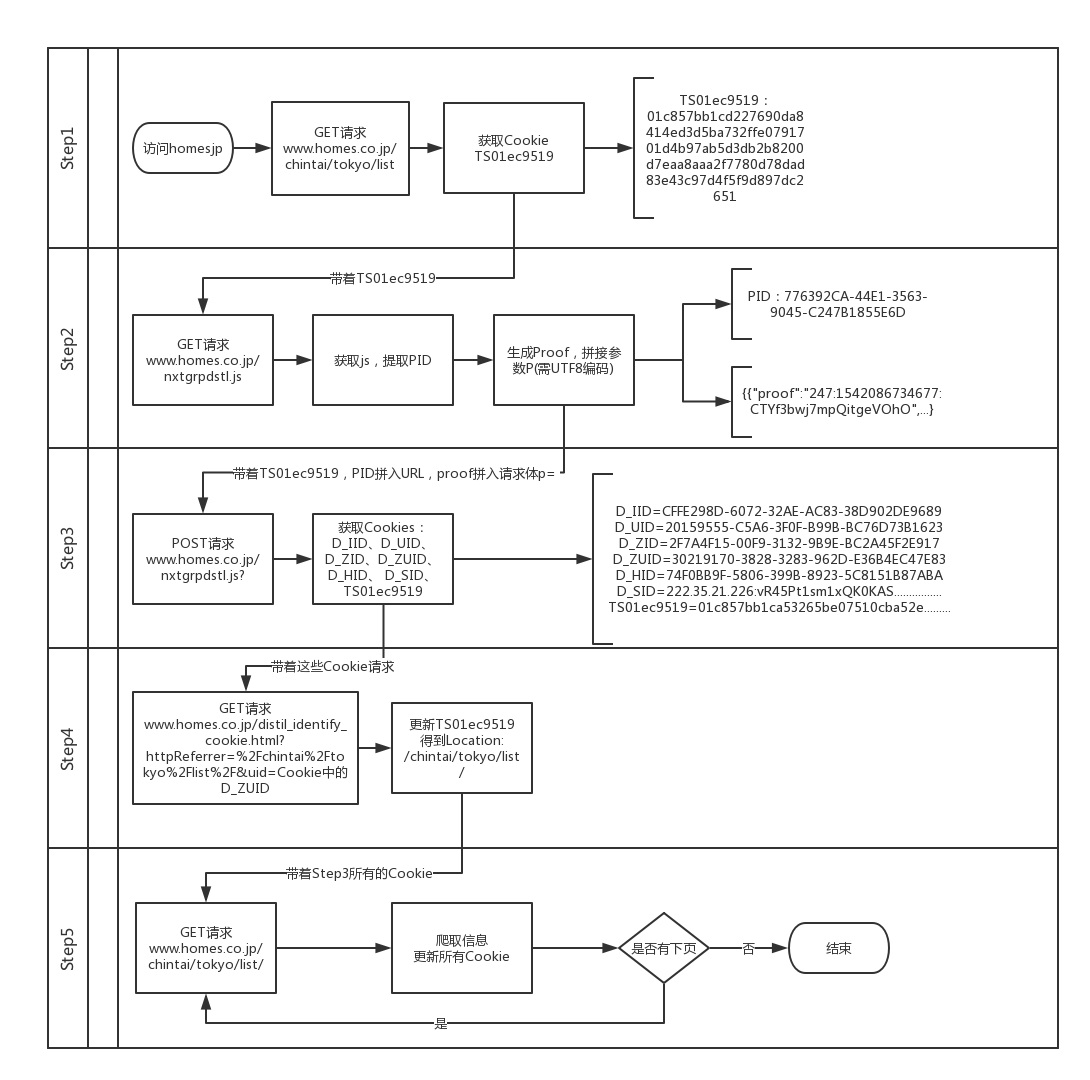 Step1
访问homesjp
GET请求
www.homes.co.jp/
chintai/tokyo/list
获取Cookie
TS01ec9519
TS01ec9519：
01c857bb1cd227690da8
414ed3d5ba732ffe07917
01d4b97ab5d3db2b8200
d7eaa8aaa2f7780d78dad
83e43c97d4f5f9d897dc2
651
Step2
带着TS01ec9519
GET请求
www.homes.co.jp/
nxtgrpdstl.js
获取js，提取PID
生成Proof，拼接参
数P(需UTF8编码)
PID：776392CA-44E1-3563-
9045-C247B1855E6D
{{"proof":"247:1542086734677:
CTYf3bwj7mpQitgeVOhO",...}
Step3
带着TS01ec9519，PID拼入URL，proof拼入请求体p=
POST请求
www.homes.co.jp/
nxtgrpdstl.js?
获取Cookies：
D_IID、D_UID、
D_ZID、D_ZUID、
D_HID、 D_SID、
TS01ec9519
D_IID=CFFE298D-6072-32AE-AC83-38D902DE9689
D_UID=20159555-C5A6-3F0F-B99B-BC76D73B1623
D_ZID=2F7A4F15-00F9-3132-9B9E-BC2A45F2E917
D_ZUID=30219170-3828-3283-962D-E36B4EC47E83
D_HID=74F0BB9F-5806-399B-8923-5C8151B87ABA
D_SID=222.35.21.226:vR45Pt1sm1xQK0KAS................
TS01ec9519=01c857bb1ca53265be07510cba52e.........
Step4
带着这些Cookie请求
GET请求
www.homes.co.jp/distil_identify_
cookie.html?
httpReferrer=%2Fchintai%2Fto
kyo%2Flist%2F&uid=Cookie中的
D_ZUID
更新TS01ec9519
得到Location:
/chintai/tokyo/list
/
Step5
带着Step3所有的Cookie
GET请求
www.homes.co.jp/
chintai/tokyo/list/
爬取信息
更新所有Cookie
是否有下页
否
结束
是